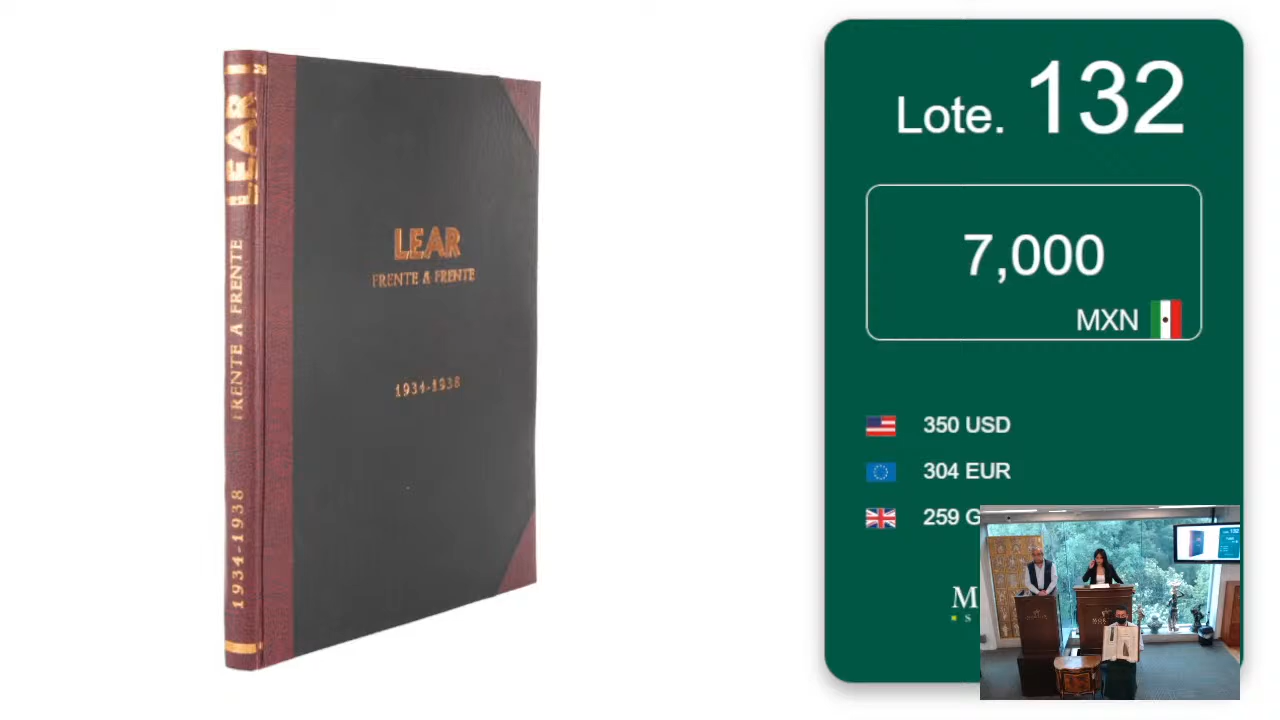 LEAR
FRENTE A FRENTE
1934-1938
LEAR
FRENTE A FRENTE
1934-1938
Lote. 132
7,000
MXN
350 USD
304 EUR
259 G
M
S